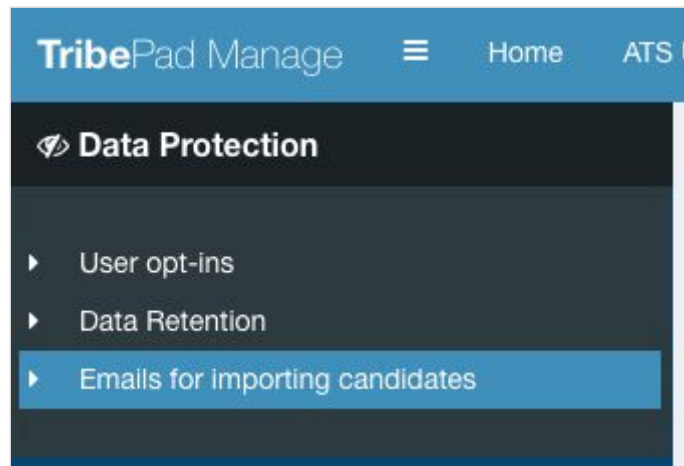 TribePad Manage Home ATS
Data Protection
User opt-ins
Data Retention
Emails for importing candidates